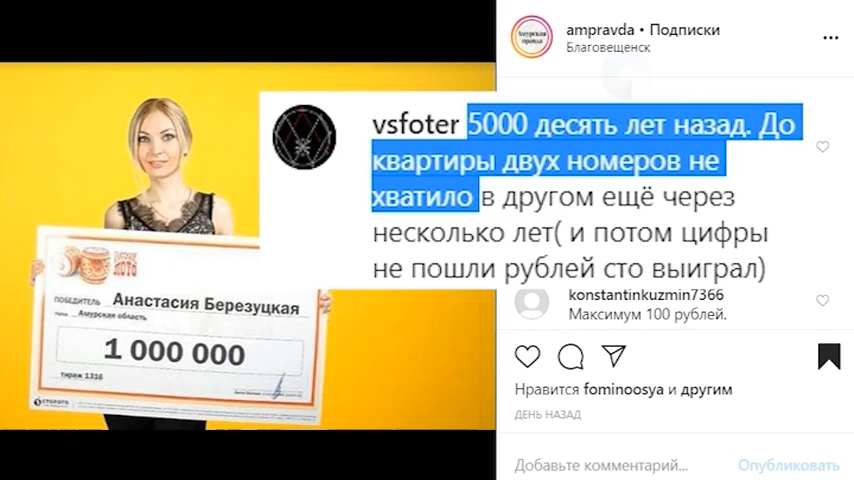 ampravda • Подписки
Благовещенск
Амурская
правда
vsfoter 5000 десять лет назад. До
квартиры двух номеров не
хватило в другом ещё через
несколько лет( и потом цифры
не пошли рублей сто выиграл)
konstantinkuzmin7366
Максимум 100 рублей.
Нравится fominoosya и другим
ДЕНЬ НАЗАД
Добавьте комментарий...
Опубликовать
РУССКОЕ
ЛОТО
ПОБЕДИТЕЛЬ Анастасия Березуцкая
Амурская область
1 000 000
тираж 1316
СТОЛОТО